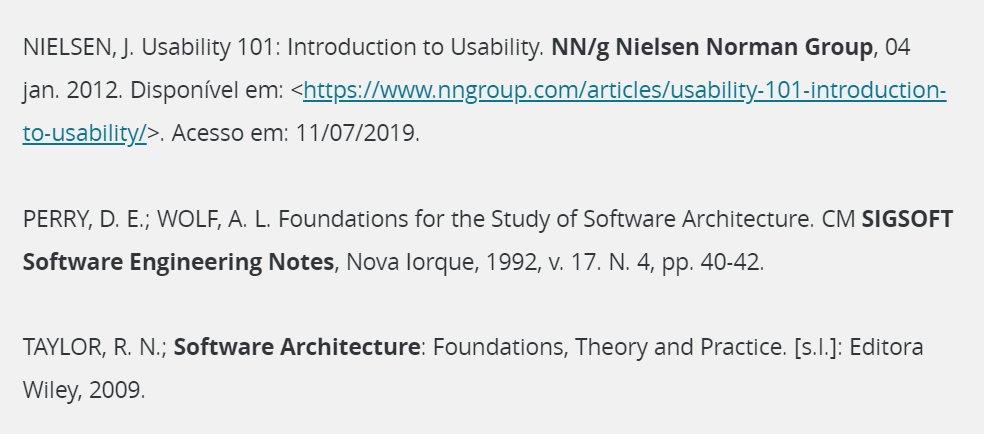 NIELSEN, J. Usability 101: Introduction to Usability. NN/g Nielsen Norman Group, 04
jan. 2012. Disponível em: <https://www.nngroup.com/articles/usability-101-introduction-
to-usability/>. Acesso em: 11/07/2019.
PERRY, D. E.; WOLF, A. L. Foundations for the Study of Software Architecture. CM SIGSOFT
Software Engineering Notes, Nova Iorque, 1992, v. 17. N. 4, pp. 40-42.
TAYLOR, R. N.; Software Architecture: Foundations, Theory and Practice. [s.l.]: Editora
Wiley, 2009.